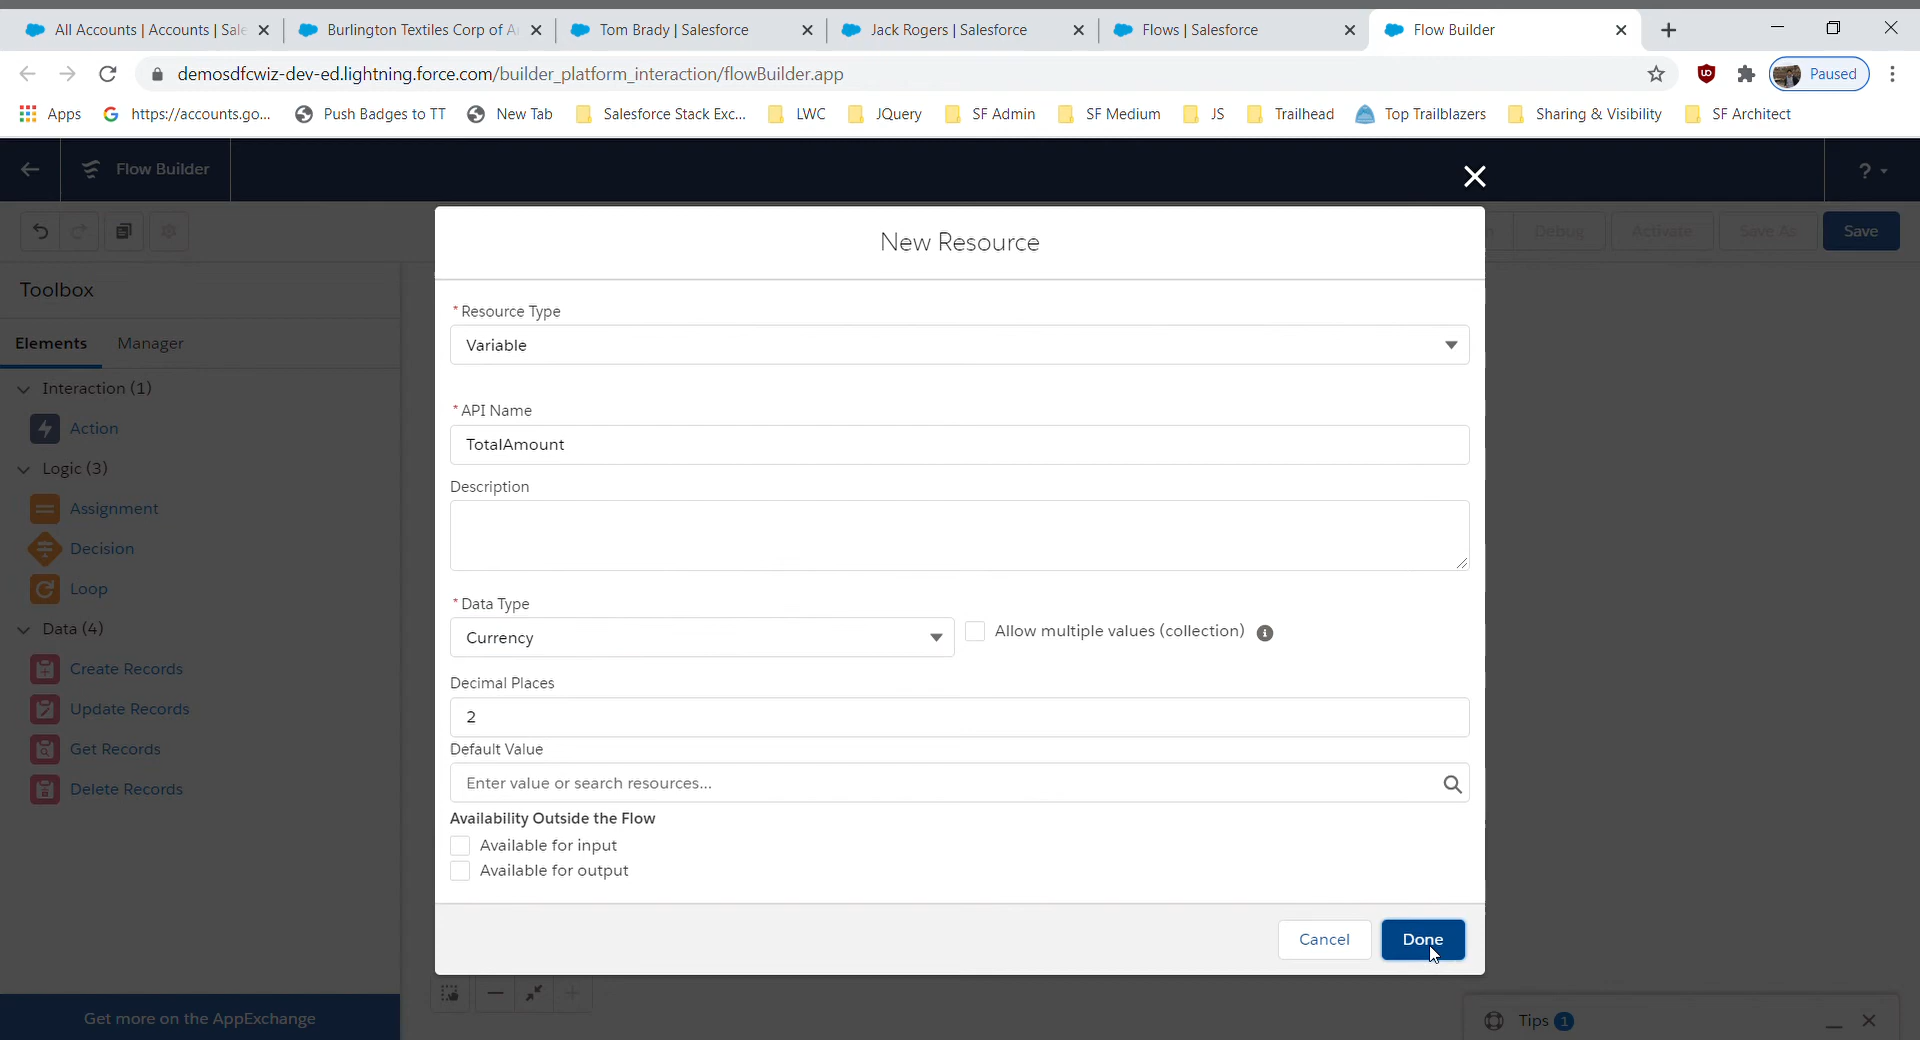 All Accounts | Accounts | Sale
Burlington Textiles Corp of A
Tom Brady | Salesforce
Jack Rogers | Salesforce
Flows | Salesforce
Flow Builder
demosdfcwiz-dev-ed.lightning.force.com/builder_platform_interaction/flowBuilder.app
Paused
Apps
https://accounts.go...
Push Badges to TT
New Tab
Salesforce Stack Exc...
LWC
JQuery
SF Admin
SF Medium
JS
Trailhead
Top Trailblazers
Sharing & Visibility
SF Architect
Flow Builder
?
Debug
Activate
Save As
Save
Toolbox
Elements
Manager
Interaction (1)
Action
Logic (3)
Assignment
Decision
Loop
Data (4)
Create Records
Update Records
Get Records
Delete Records
Get more on the AppExchange
New Resource
* Resource Type
Variable
* API Name
TotalAmount
Description
* Data Type
Currency
Allow multiple values (collection)
Decimal Places
2
Default Value
Enter value or search resources...
Availability Outside the Flow
Available for input
Available for output
Cancel
Done
Tips 1